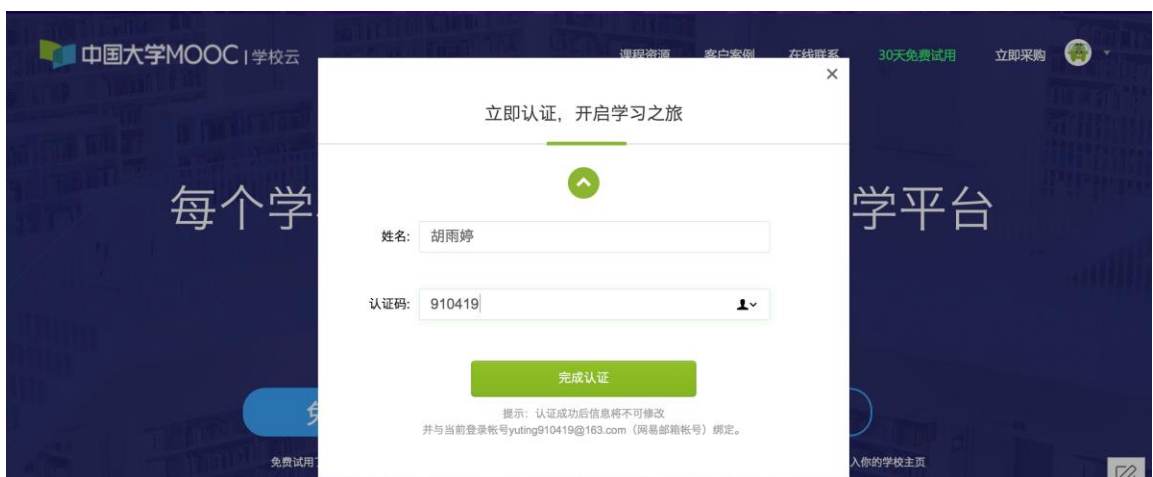 中国大学MOOC | 学校云
课程资源 客户案例 在线联系 30天免费试用 立即采购
立即认证，开启学习之旅
每个学
学平台
姓名: 胡雨婷
认证码: 910419
完成认证
提示：认证成功后信息将不可修改
并与当前登录帐号yuting910419@163.com（网易邮箱帐号）绑定。
免费试用
入你的学校主页